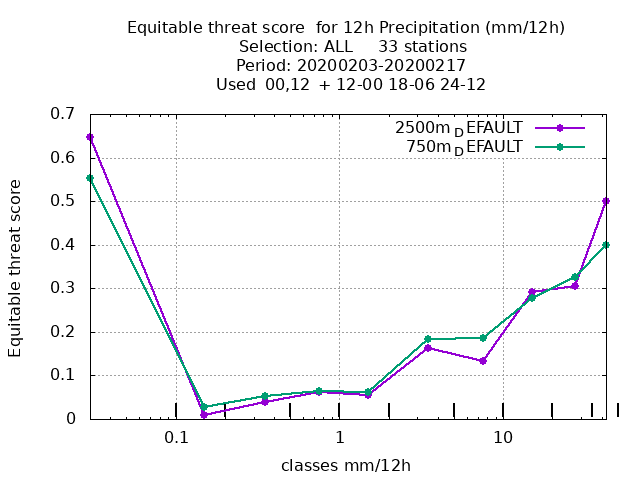 Equitable threat score  for 12h Precipitation (mm/12h)
Selection: ALL     33 stations
Period: 20200203-20200217
Used  00,12  + 12-00 18-06 24-12
2500m_DEFAULT
750m_DEFAULT
0.7
0.6
0.5
0.4
0.3
0.2
0.1
0
Equitable threat score
0.1 1 10
classes mm/12h